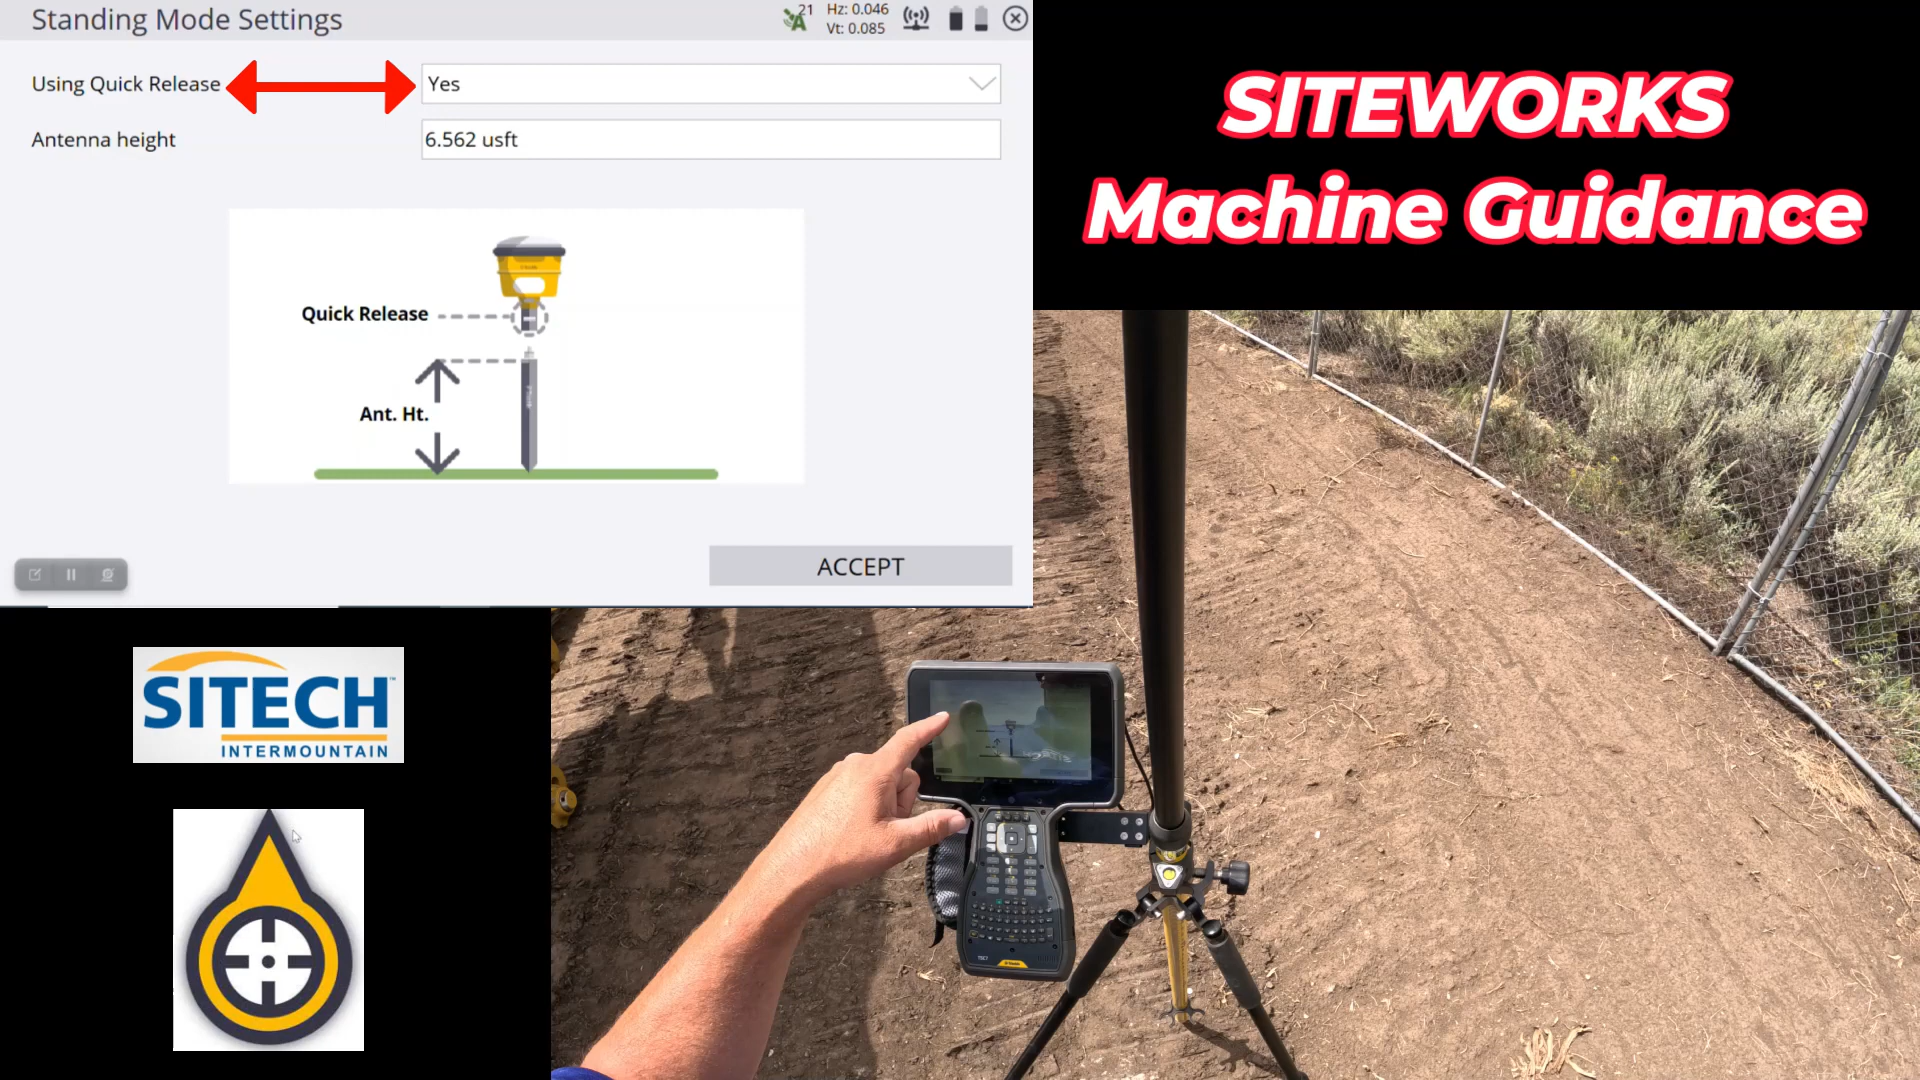 Standing Mode Settings
21
Hz: 0.046
Vt: 0.085
Using Quick Release
Yes
Antenna height
6.562 usft
Quick Release
Ant. Ht.
ACCEPT
SITEWORKS
Machine Guidance
SITECH
INTERMOUNTAIN